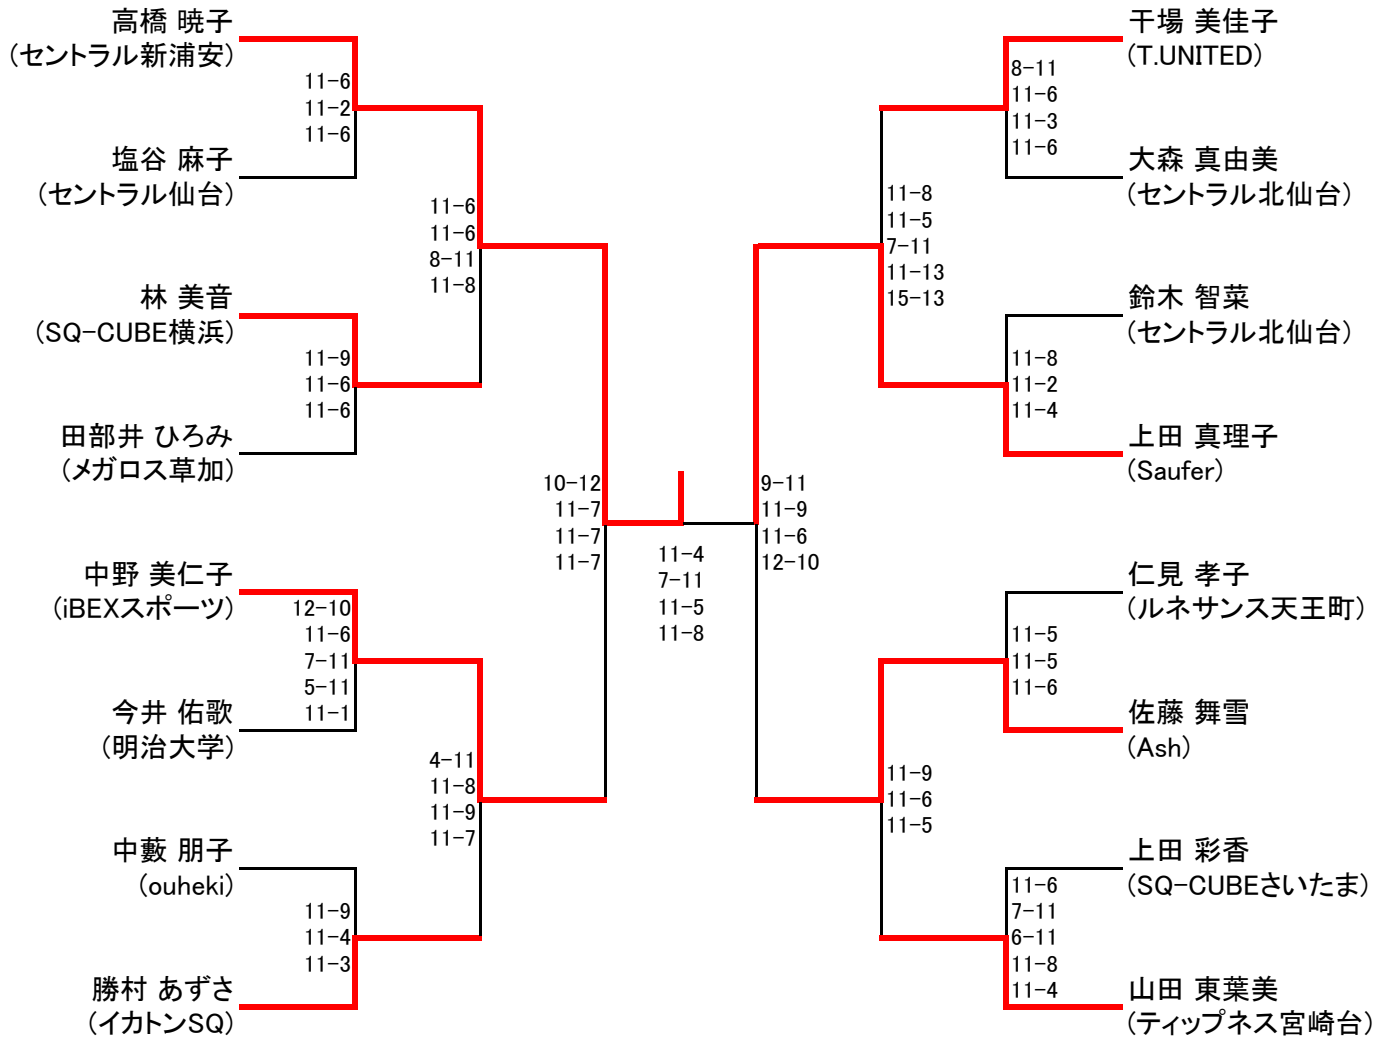 高橋 暁子
(セントラル新浦安)
11-6
11-2
11-6
塩谷 麻子
(セントラル仙台)
11-6
11-6
8-11
11-8
林 美音
(SQ-CUBE横浜)
11-9
11-6
11-6
田部井 ひろみ
(メガロス草加)
10-12
11-7
11-7
11-7
中野 美仁子
(iBEXスポーツ)
12-10
11-6
7-11
5-11
11-1
今井 佑歌
(明治大学)
4-11
11-8
11-9
11-7
中藪 朋子
(ouheki)
11-9
11-4
11-3
勝村 あずさ
(イカトンSQ)
11-4
7-11
11-5
11-8
干場 美佳子
(T.UNITED)
8-11
11-6
11-3
11-6
大森 真由美
(セントラル北仙台)
11-8
11-5
7-11
11-13
15-13
鈴木 智菜
(セントラル北仙台)
11-8
11-2
11-4
上田 真理子
(Saufer)
9-11
11-9
11-6
12-10
仁見 孝子
(ルネサンス天王町)
11-5
11-5
11-6
佐藤 舞雪
(Ash)
11-9
11-6
11-5
上田 彩香
(SQ-CUBEさいたま)
11-6
7-11
6-11
11-8
11-4
山田 東葉美
(ティップネス宮崎台)